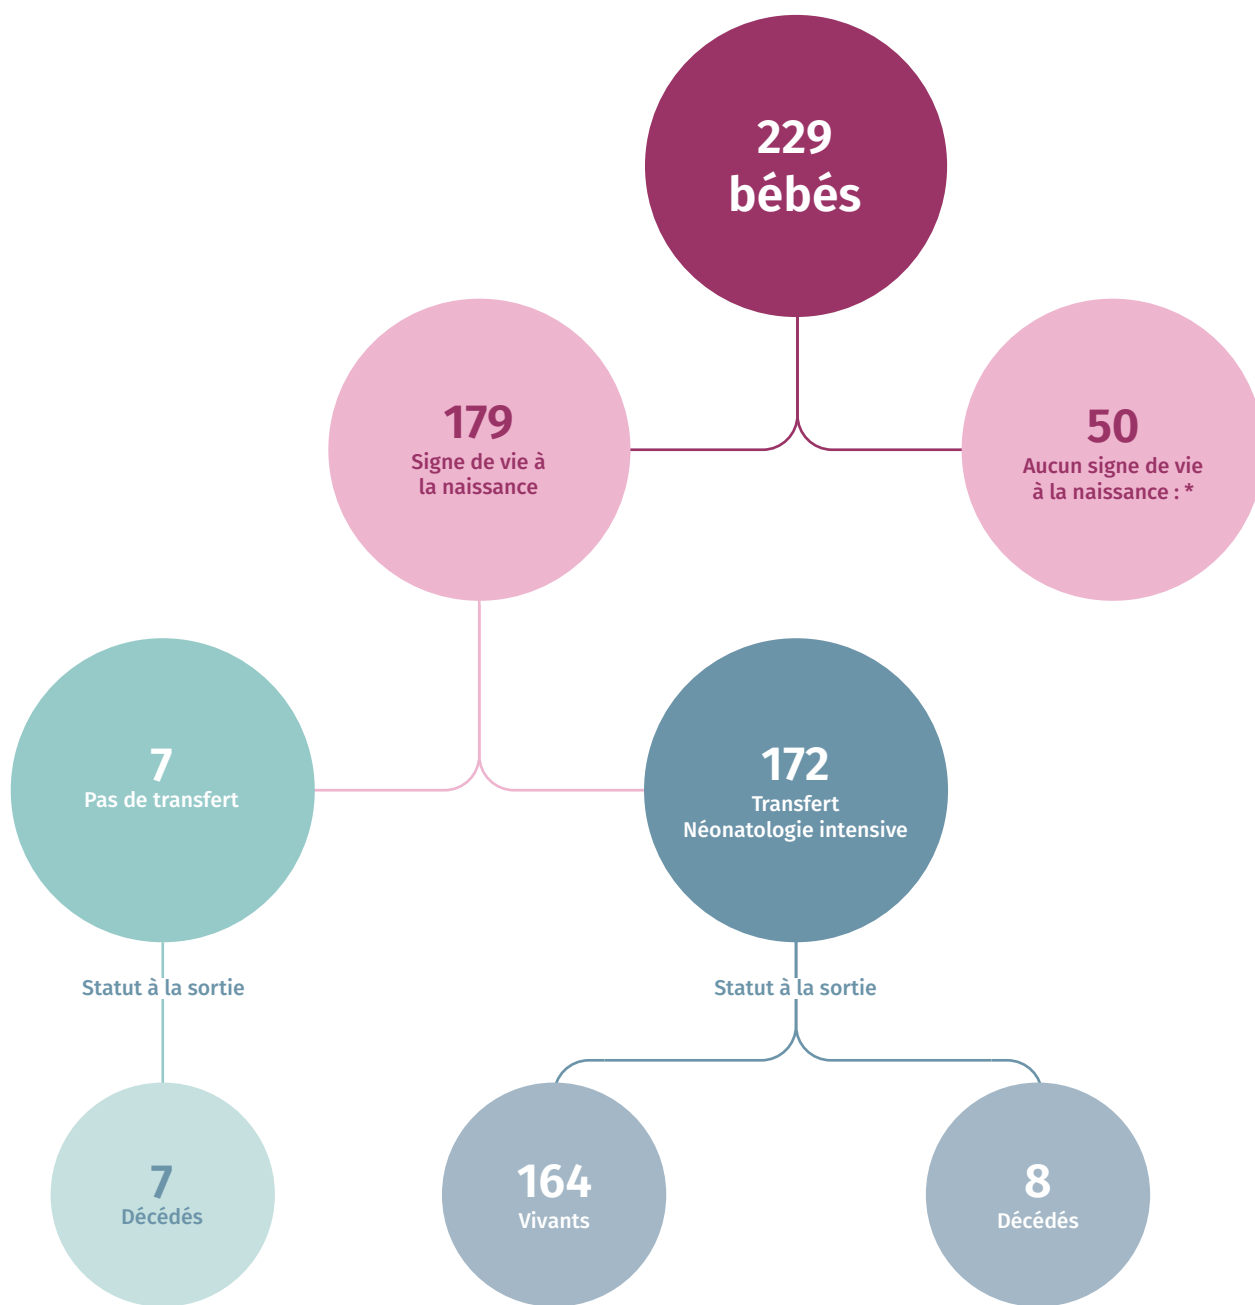 229
bébés
179
Signe de vie à
la naissance
50
Aucun signe de vie
à la naissance : *
7
Pas de transfert
172
Transfert
Néonatologie intensive
Statut à la sortie
Statut à la sortie
7
Décédés
164
Vivants
8
Décédés